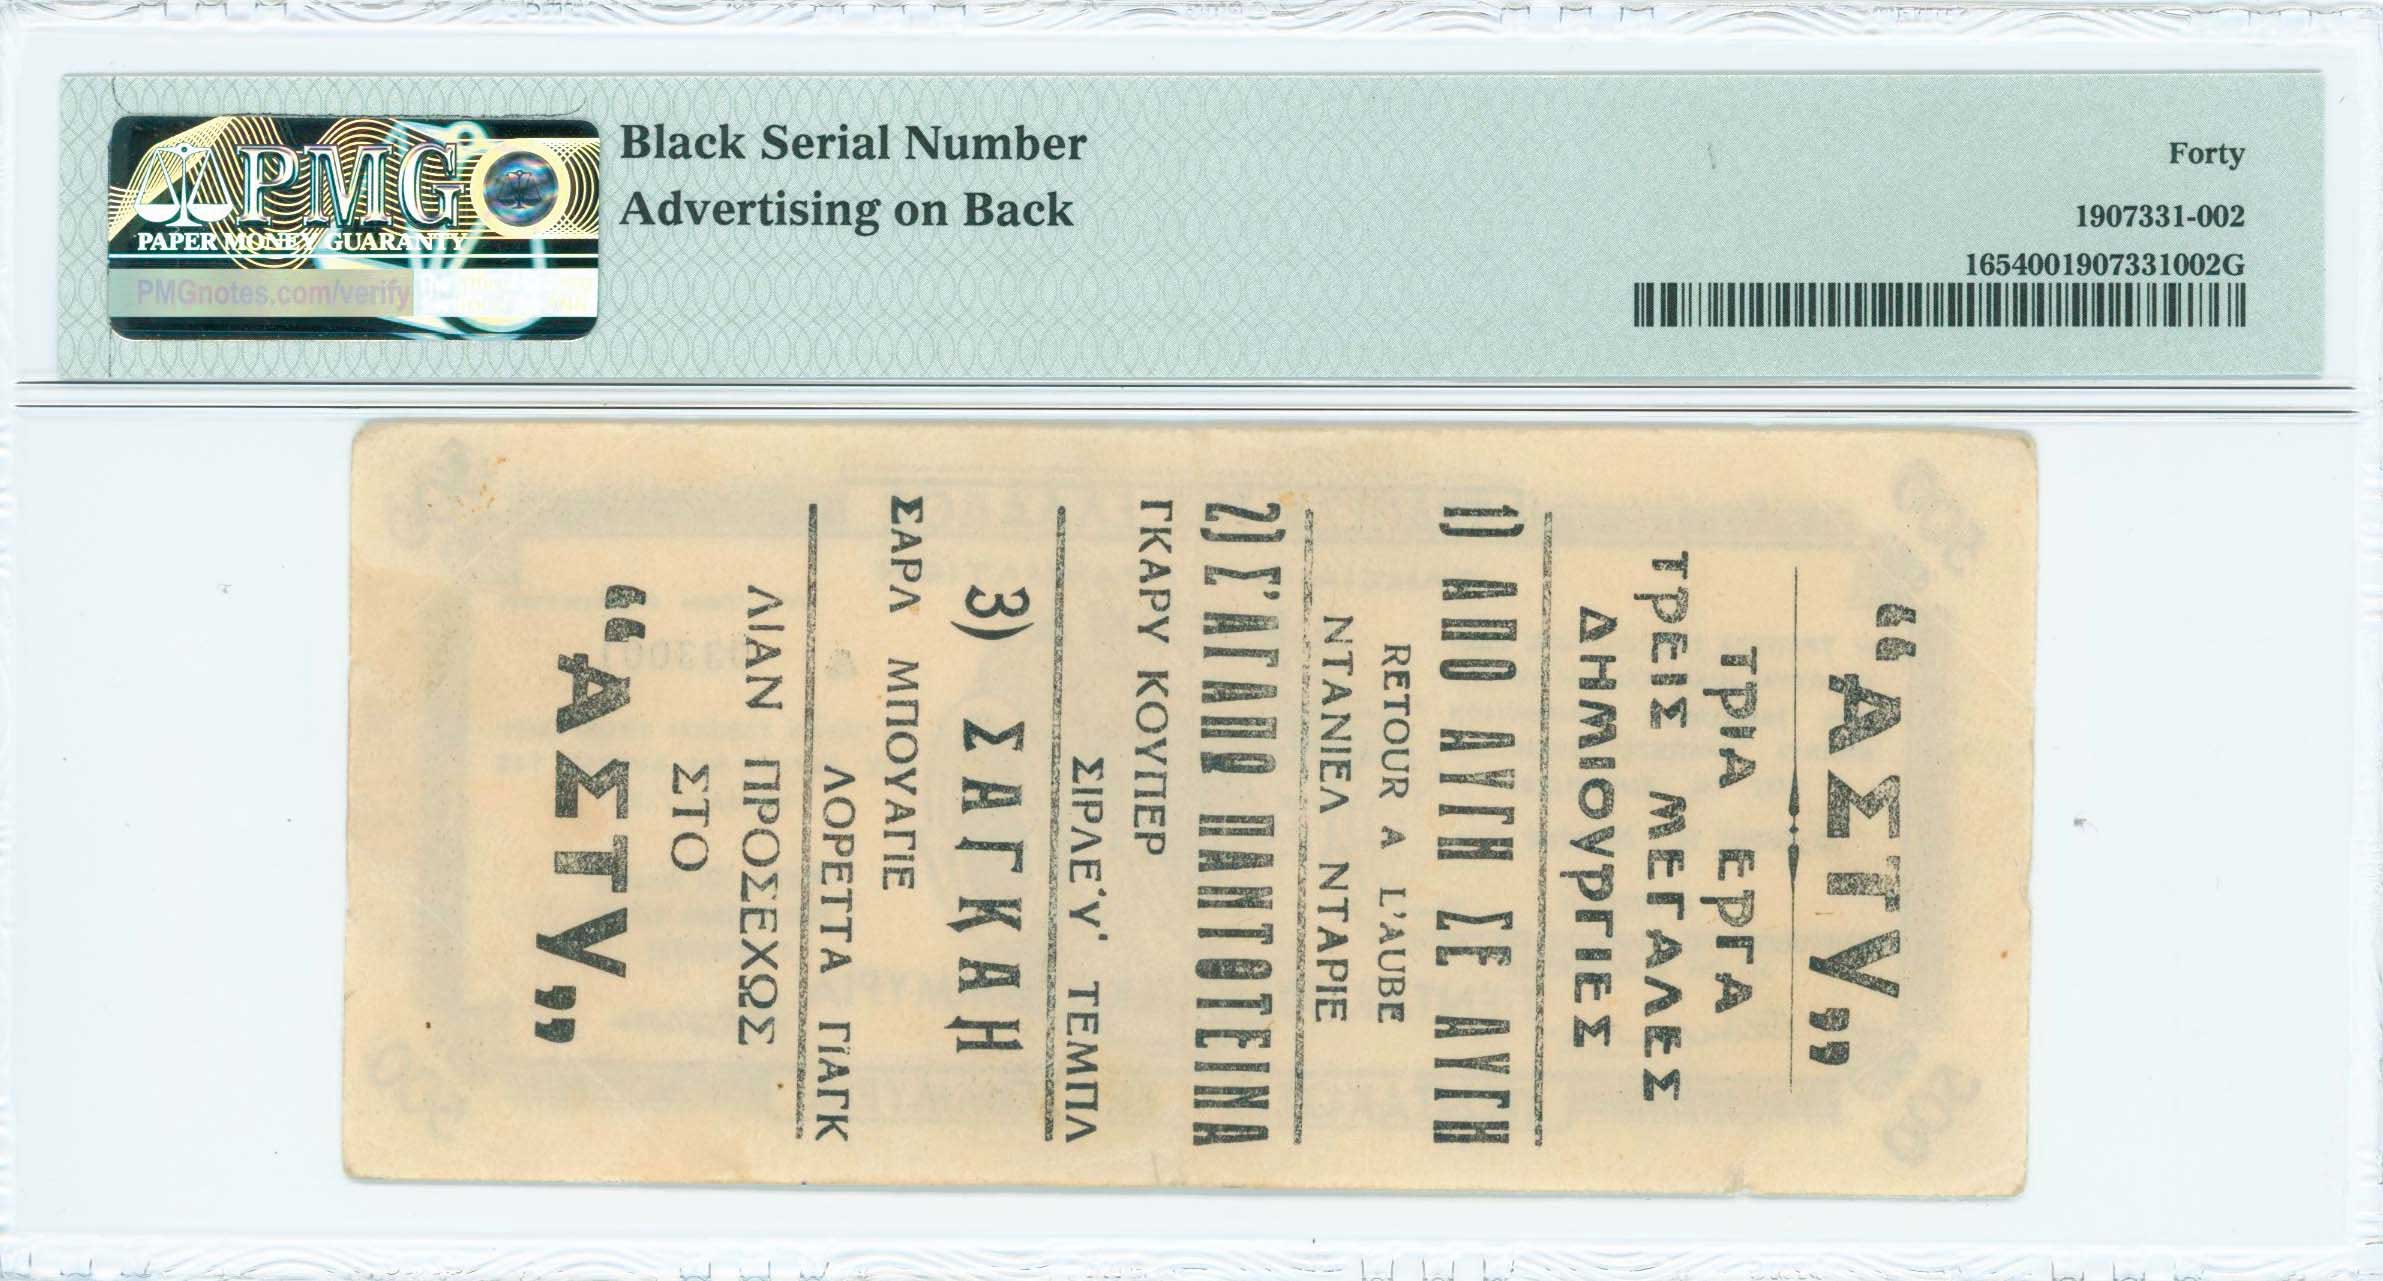 PMG
PAPER MONEY GUARANTY
PMGnotes.com/verify
Black Serial Number
Advertising on Back
Forty
1907331-002
1654001907331002G
“ΑΣΤΥ„
ΤΡΙΑ ΕΡΓΑ
ΤΡΕΙΣ ΜΕΓΑΛΕΣ
ΔΗΜΙΟΥΡΓΙΕΣ
1) ΑΠΟ ΑΥΓΗ ΣΕ ΑΥΓΗ
RETOUR A L'AUBE
ΝΤΑΝΙΕΛ ΝΤΑΡΙΕ
2) Σ'ΑΓΑΠΩ ΠΑΝΤΟΤΕΙΝΑ
ΓΚΑΡΥ ΚΟΥΠΕΡ
ΣΙΡΛΕ·Υ· ΤΕΜΠΛ
3) ΣΑΓΚΑΗ
ΣΑΡΛ ΜΠΟΥΑΓΙΕ
ΛΟΡΕΤΤΑ ΓΙΑΓΚ
ΛΙΑΝ ΠΡΟΣΕΧΩΣ
ΣΤΟ
“ΑΣΤΥ„